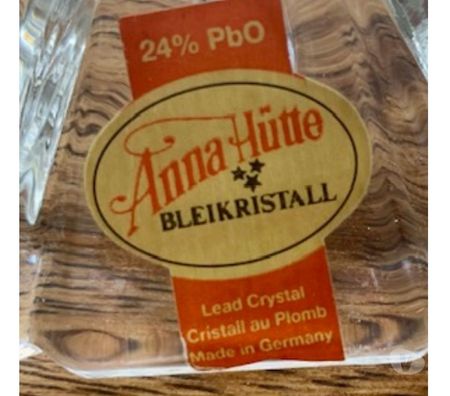 24% PbO
Anna Hütte
BLEIKRISTALL
Lead Crystal
Cristall au Plomb
Made in Germany